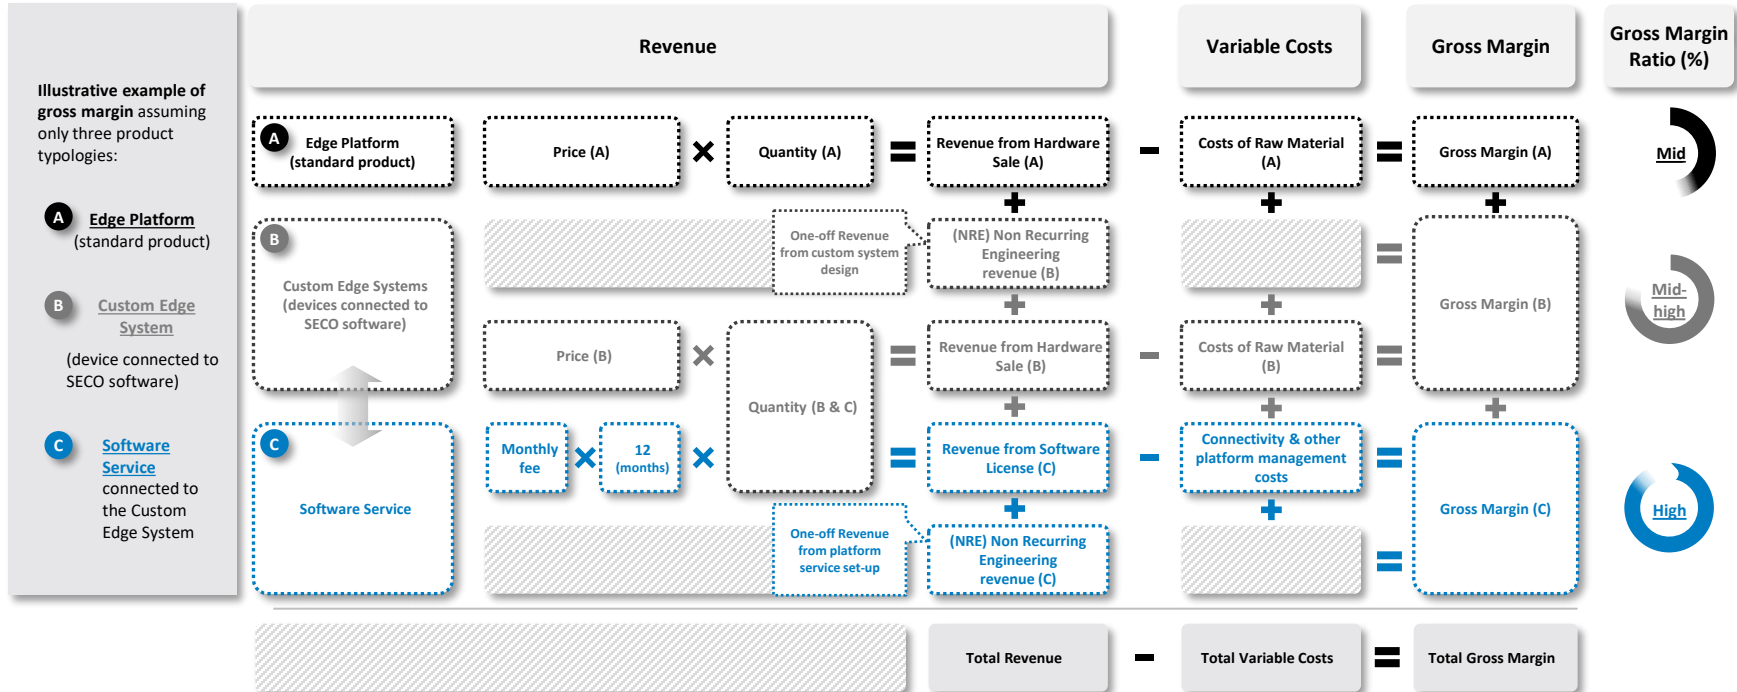 Revenue
Variable Costs
Gross Margin
Gross Margin
Ratio (%)
Illustrative example of
gross margin assuming
only three product
typologies:
A
Edge Platform
(standard product)
B
Custom Edge
System
(device connected to
SECO software)
C
Software
Service
connected to
the Custom
Edge System
A
Edge Platform
(standard product)
Price (A)
×
Quantity (A)
=
Revenue from Hardware
Sale (A)
-
Costs of Raw Material
(A)
=
Gross Margin (A)
Mid
+
+
+
B
Custom Edge Systems
(devices connected to
SECO software)
One-off Revenue
from custom system
design
(NRE) Non Recurring
Engineering
revenue (B)
=
Gross Margin (B)
Mid-
high
+
+
Price (B)
×
Quantity (B & C)
=
Revenue from Hardware
Sale (B)
-
Costs of Raw Material
(B)
=
+
+
+
C
Software Service
Monthly
fee
×
12
(months)
×
=
Revenue from Software
License (C)
-
Connectivity & other
platform management
costs
=
Gross Margin (C)
High
+
+
One-off Revenue
from platform
service set-up
(NRE) Non Recurring
Engineering
revenue (C)
=
Total Revenue
-
Total Variable Costs
=
Total Gross Margin